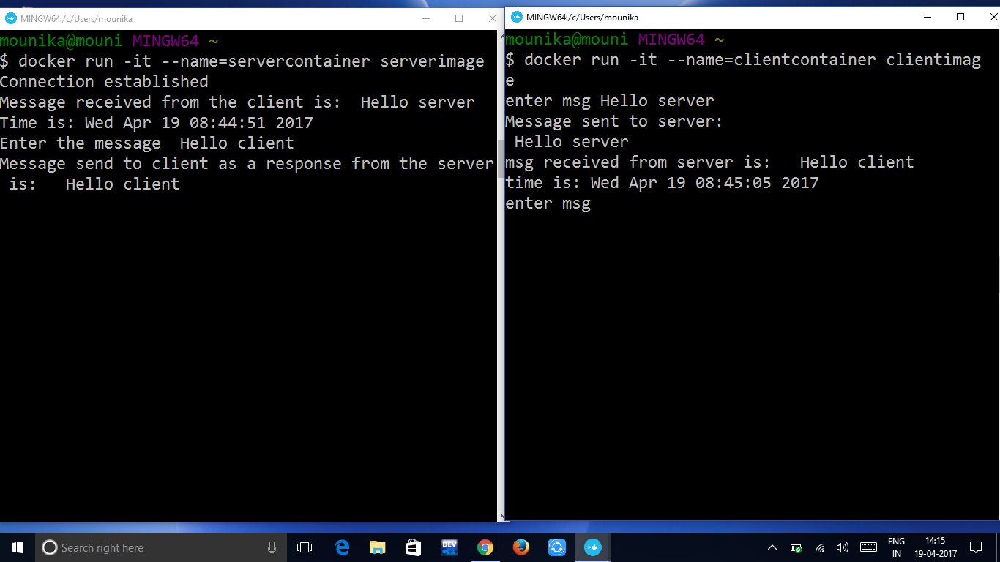 MINGW64:/c/Users/mounika
mounika@mouni MINGW64 ~
$ docker run -it --name=servercontainer serverimage
Connection established
Message received from the client is:  Hello server
Time is: Wed Apr 19 08:44:51 2017
Enter the message  Hello client
Message send to client as a response from the server
 is:   Hello client
MINGW64:/c/Users/mounika
mounika@mouni MINGW64 ~
$ docker run -it --name=clientcontainer clientimag
e
enter msg Hello server
Message sent to server:
 Hello server
msg received from server is:   Hello client
time is: Wed Apr 19 08:45:05 2017
enter msg
Search right here
DEV
ENG
IN
14:15
19-04-2017